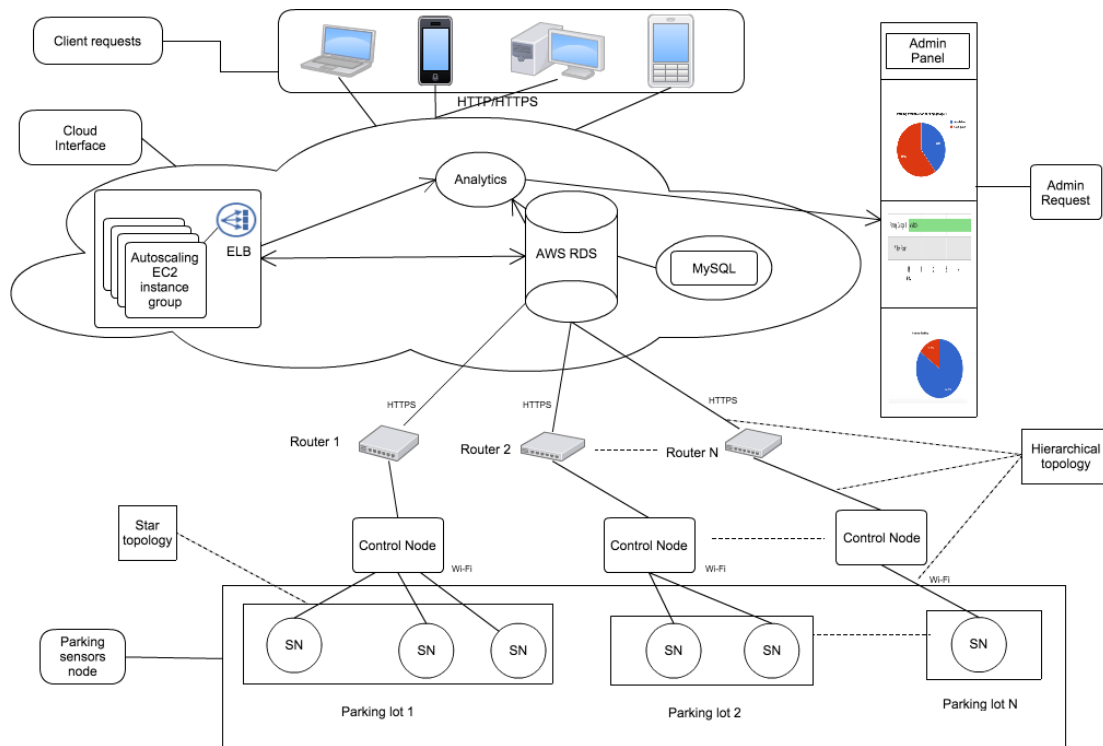 Client requests
HTTP/HTTPS
Admin
Panel
Cloud
Interface
Analytics
Admin
Request
ELB
AWS RDS
MySQL
Autoscaling
EC2
instance
group
HTTPS
HTTPS
HTTPS
Router 1
Router 2
Router N
Hierarchical
topology
Star
topology
Control Node
Control Node
Control Node
Wi-Fi
Wi-Fi
Wi-Fi
SN
SN
SN
SN
SN
SN
Parking
sensors
node
Parking lot 1
Parking lot 2
Parking lot N